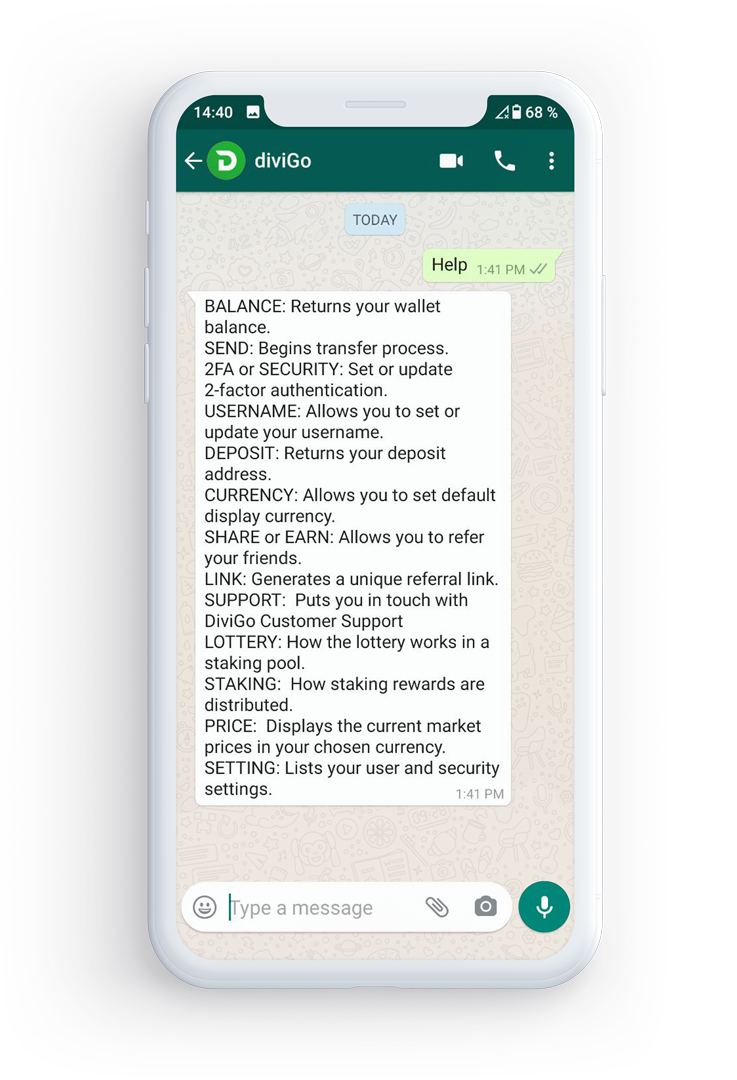 14:40 68 %
diviGo
TODAY
Help 1:41 PM
BALANCE: Returns your wallet
balance.
SEND: Begins transfer process.
2FA or SECURITY: Set or update
2-factor authentication.
USERNAME: Allows you to set or
update your username.
DEPOSIT: Returns your deposit
address.
CURRENCY: Allows you to set default
display currency.
SHARE or EARN: Allows you to refer
your friends.
LINK: Generates a unique referral link.
SUPPORT:  Puts you in touch with
DiviGo Customer Support
LOTTERY: How the lottery works in a
staking pool.
STAKING:  How staking rewards are
distributed.
PRICE:  Displays the current market
prices in your chosen currency.
SETTING: Lists your user and security
settings. 1:41 PM
Type a message